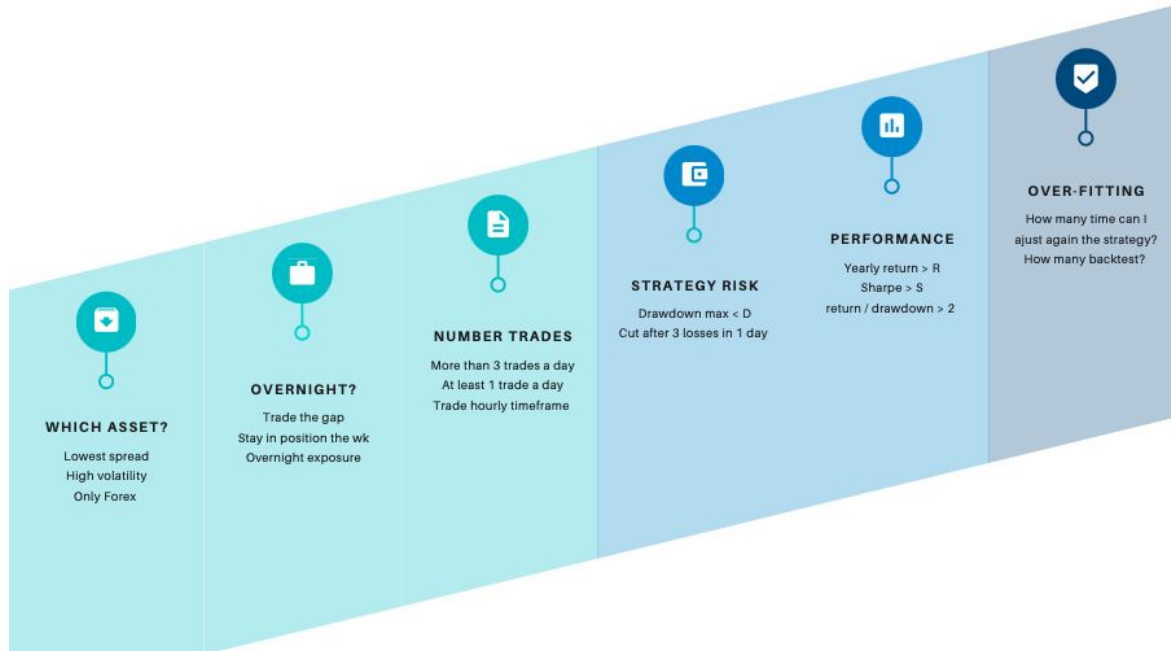 WHICH ASSET?
Lowest spread
High volatility
Only Forex
OVERNIGHT?
Trade the gap
Stay in position the wk
Overnight exposure
NUMBER TRADES
More than 3 trades a day
At least 1 trade a day
Trade hourly timeframe
STRATEGY RISK
Drawdown max < D
Cut after 3 losses in 1 day
PERFORMANCE
Yearly return > R
Sharpe > S
return / drawdown > 2
OVER-FITTING
How many time can I
ajust again the strategy?
How many backtest?